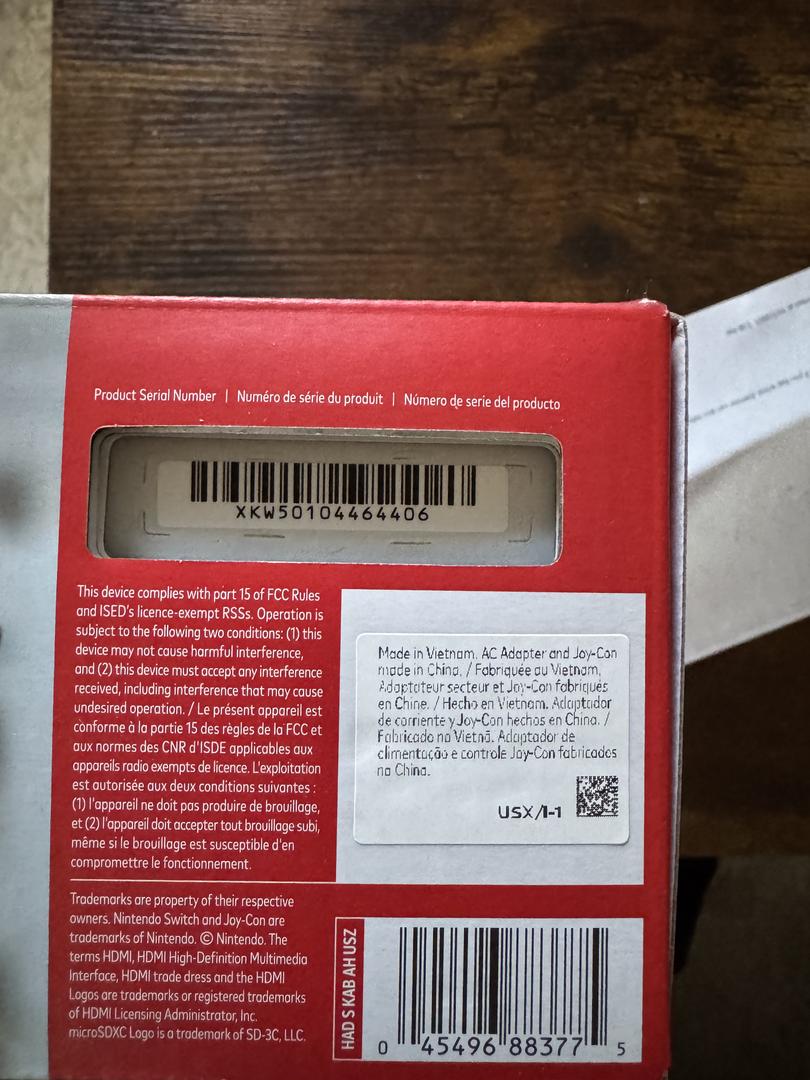 Product Serial Number | Numéro de série du produit | Número de serie del producto
XKW50104464406
This device complies with part 15 of FCC Rules
and ISED's licence-exempt RSSs. Operation is
subject to the following two conditions: (1) this
device may not cause harmful interference,
and (2) this device must accept any interference
received, including interference that may cause
undesired operation. / Le présent appareil est
conforme à la partie 15 des règles de la FCC et
aux normes des CNR d'ISDE applicables aux
appareils radio exempts de licence. L'exploitation
est autorisée aux deux conditions suivantes :
(1) l'appareil ne doit pas produire de brouillage,
et (2) l'appareil doit accepter tout brouillage subi,
même si le brouillage est susceptible d'en
compromettre le fonctionnement.
Made in Vietnam. AC Adapter and Joy-Con
made in China. / Fabriquée au Vietnam.
Adaptateur secteur et Joy-Con fabriqués
en Chine. / Hecho en Vietnam. Adaptador
de corriente y Joy-Con hechos en China. /
Fabricado no Vietnã. Adaptador de
alimentação e controle Joy-Con fabricados
na China.
USX/1-1
Trademarks are property of their respective
owners. Nintendo Switch and Joy-Con are
trademarks of Nintendo. © Nintendo. The
terms HDMI, HDMI High-Definition Multimedia
Interface, HDMI trade dress and the HDMI
Logos are trademarks or registered trademarks
of HDMI Licensing Administrator, Inc.
microSDXC Logo is a trademark of SD-3C, LLC.
HAD S KAB AH USZ
0 45496 88377 5